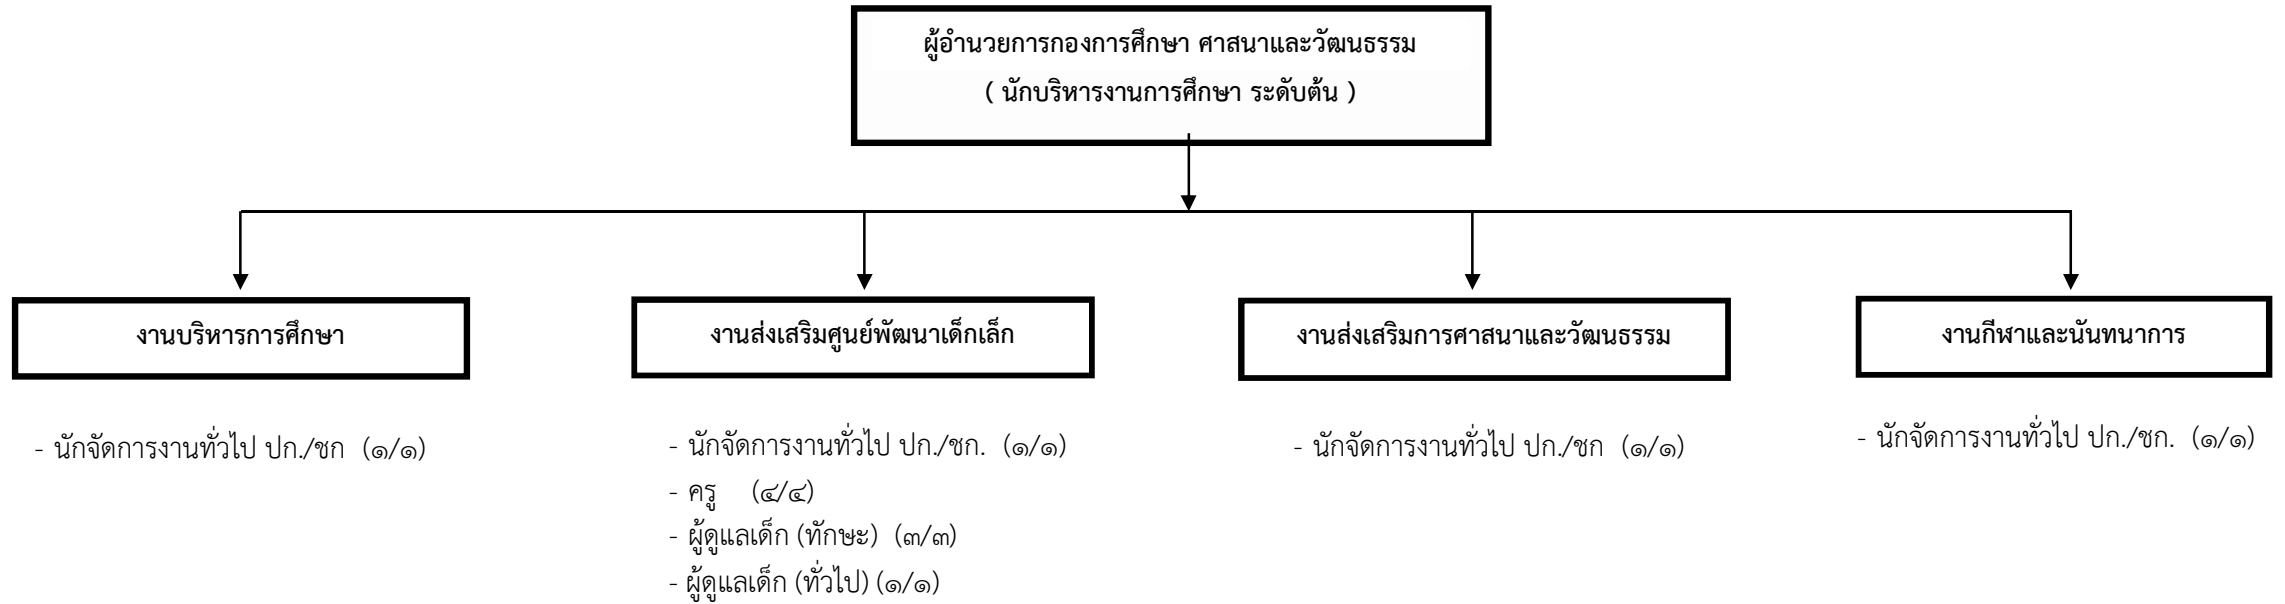 ผู้อำนวยการกองการศึกษา ศาสนาและวัฒนธรรม
( นักบริหารงานการศึกษา ระดับต้น )
งานบริหารการศึกษา
- นักจัดการงานทั่วไป ปก./ชก (๑/๑)
งานส่งเสริมศูนย์พัฒนาเด็กเล็ก
- นักจัดการงานทั่วไป ปก./ชก. (๑/๑)
- ครู (๔/๔)
- ผู้ดูแลเด็ก (ทักษะ) (๓/๓)
- ผู้ดูแลเด็ก (ทั่วไป) (๑/๑)
งานส่งเสริมการศาสนาและวัฒนธรรม
- นักจัดการงานทั่วไป ปก./ชก (๑/๑)
งานกีฬาและนันทนาการ
- นักจัดการงานทั่วไป ปก./ชก. (๑/๑)